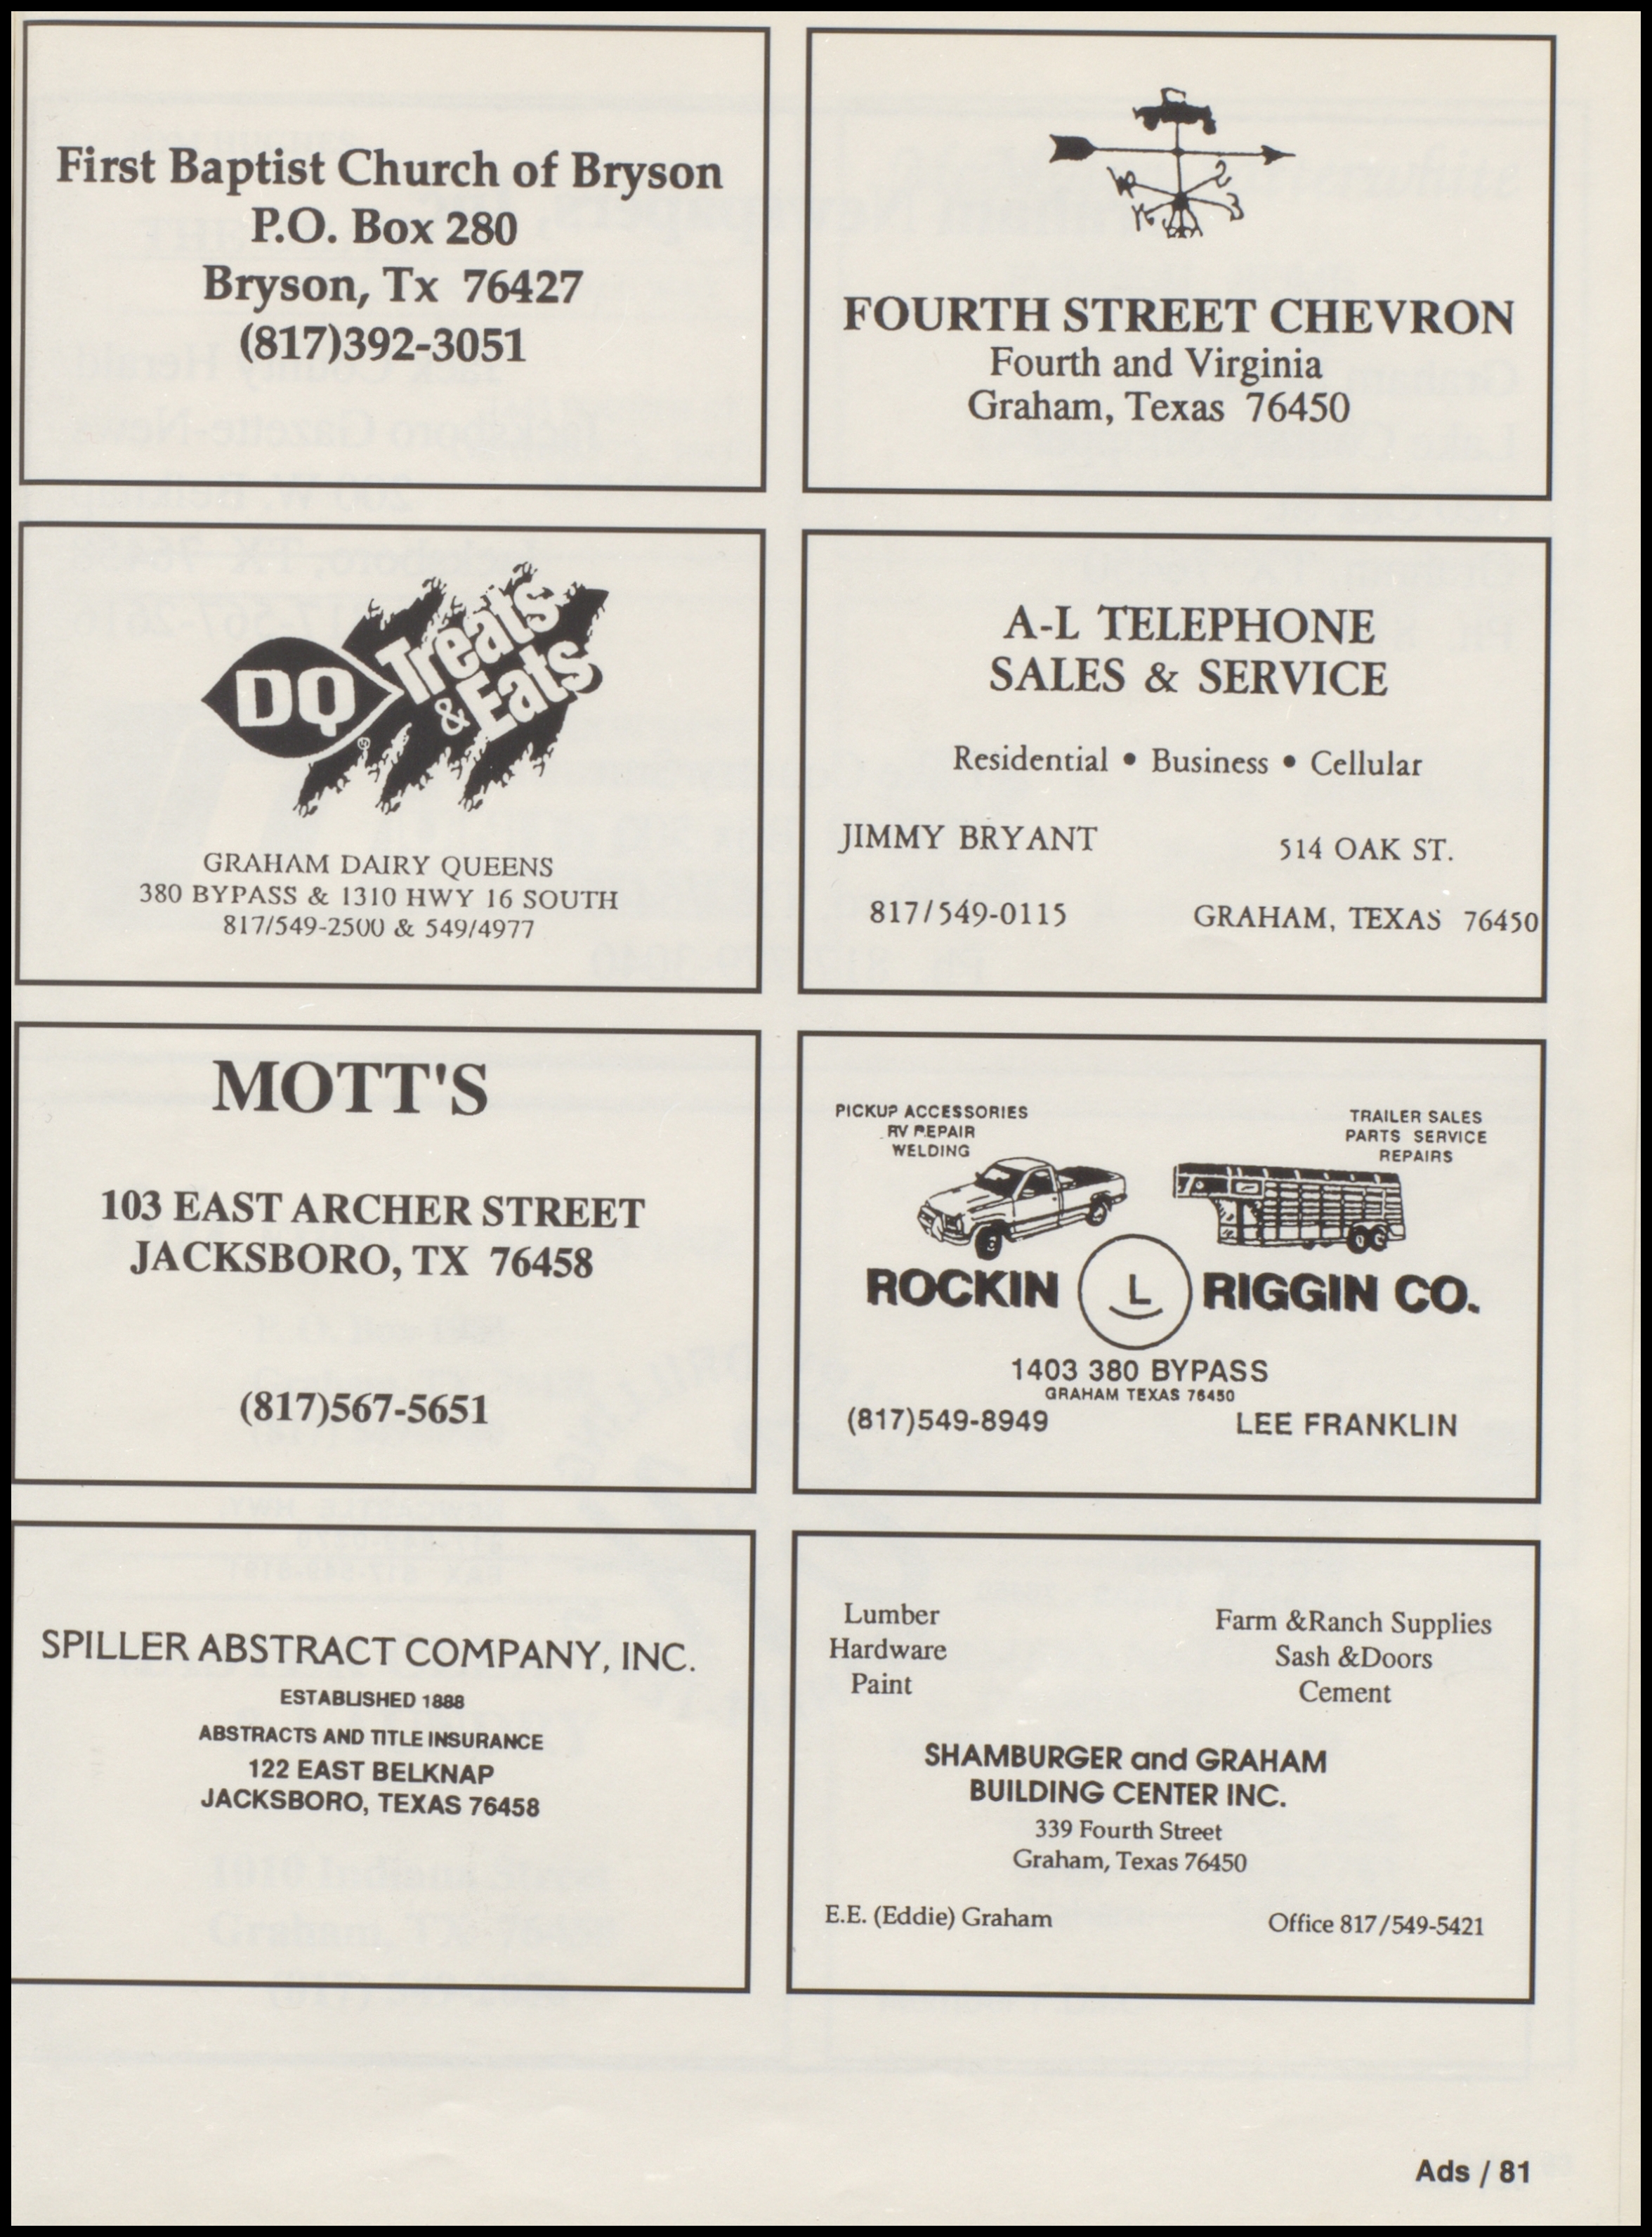 First Baptist Church of Bryson
P.O. Box 280
Bryson, Tx 76427
(817)392-3051
W
S
N
E
FOURTH STREET CHEVRON
Fourth and Virginia
Graham, Texas 76450
DQ
Treats
& Eats
®
GRAHAM DAIRY QUEENS
380 BYPASS & 1310 HWY 16 SOUTH
817/549-2500 & 549/4977
A-L TELEPHONE
SALES & SERVICE
Residential • Business • Cellular
JIMMY BRYANT
514 OAK ST.
817/549-0115
GRAHAM, TEXAS 76450
MOTT'S
103 EAST ARCHER STREET
JACKSBORO, TX 76458
(817)567-5651
PICKUP ACCESSORIES
RV REPAIR
WELDING
TRAILER SALES
PARTS SERVICE
REPAIRS
ROCKIN L RIGGIN CO.
1403 380 BYPASS
GRAHAM TEXAS 76450
(817)549-8949
LEE FRANKLIN
SPILLER ABSTRACT COMPANY, INC.
ESTABLISHED 1888
ABSTRACTS AND TITLE INSURANCE
122 EAST BELKNAP
JACKSBORO, TEXAS 76458
Lumber
Hardware
Paint
Farm &Ranch Supplies
Sash &Doors
Cement
SHAMBURGER and GRAHAM
BUILDING CENTER INC.
339 Fourth Street
Graham, Texas 76450
E.E. (Eddie) Graham
Office 817/549-5421
Ads / 81